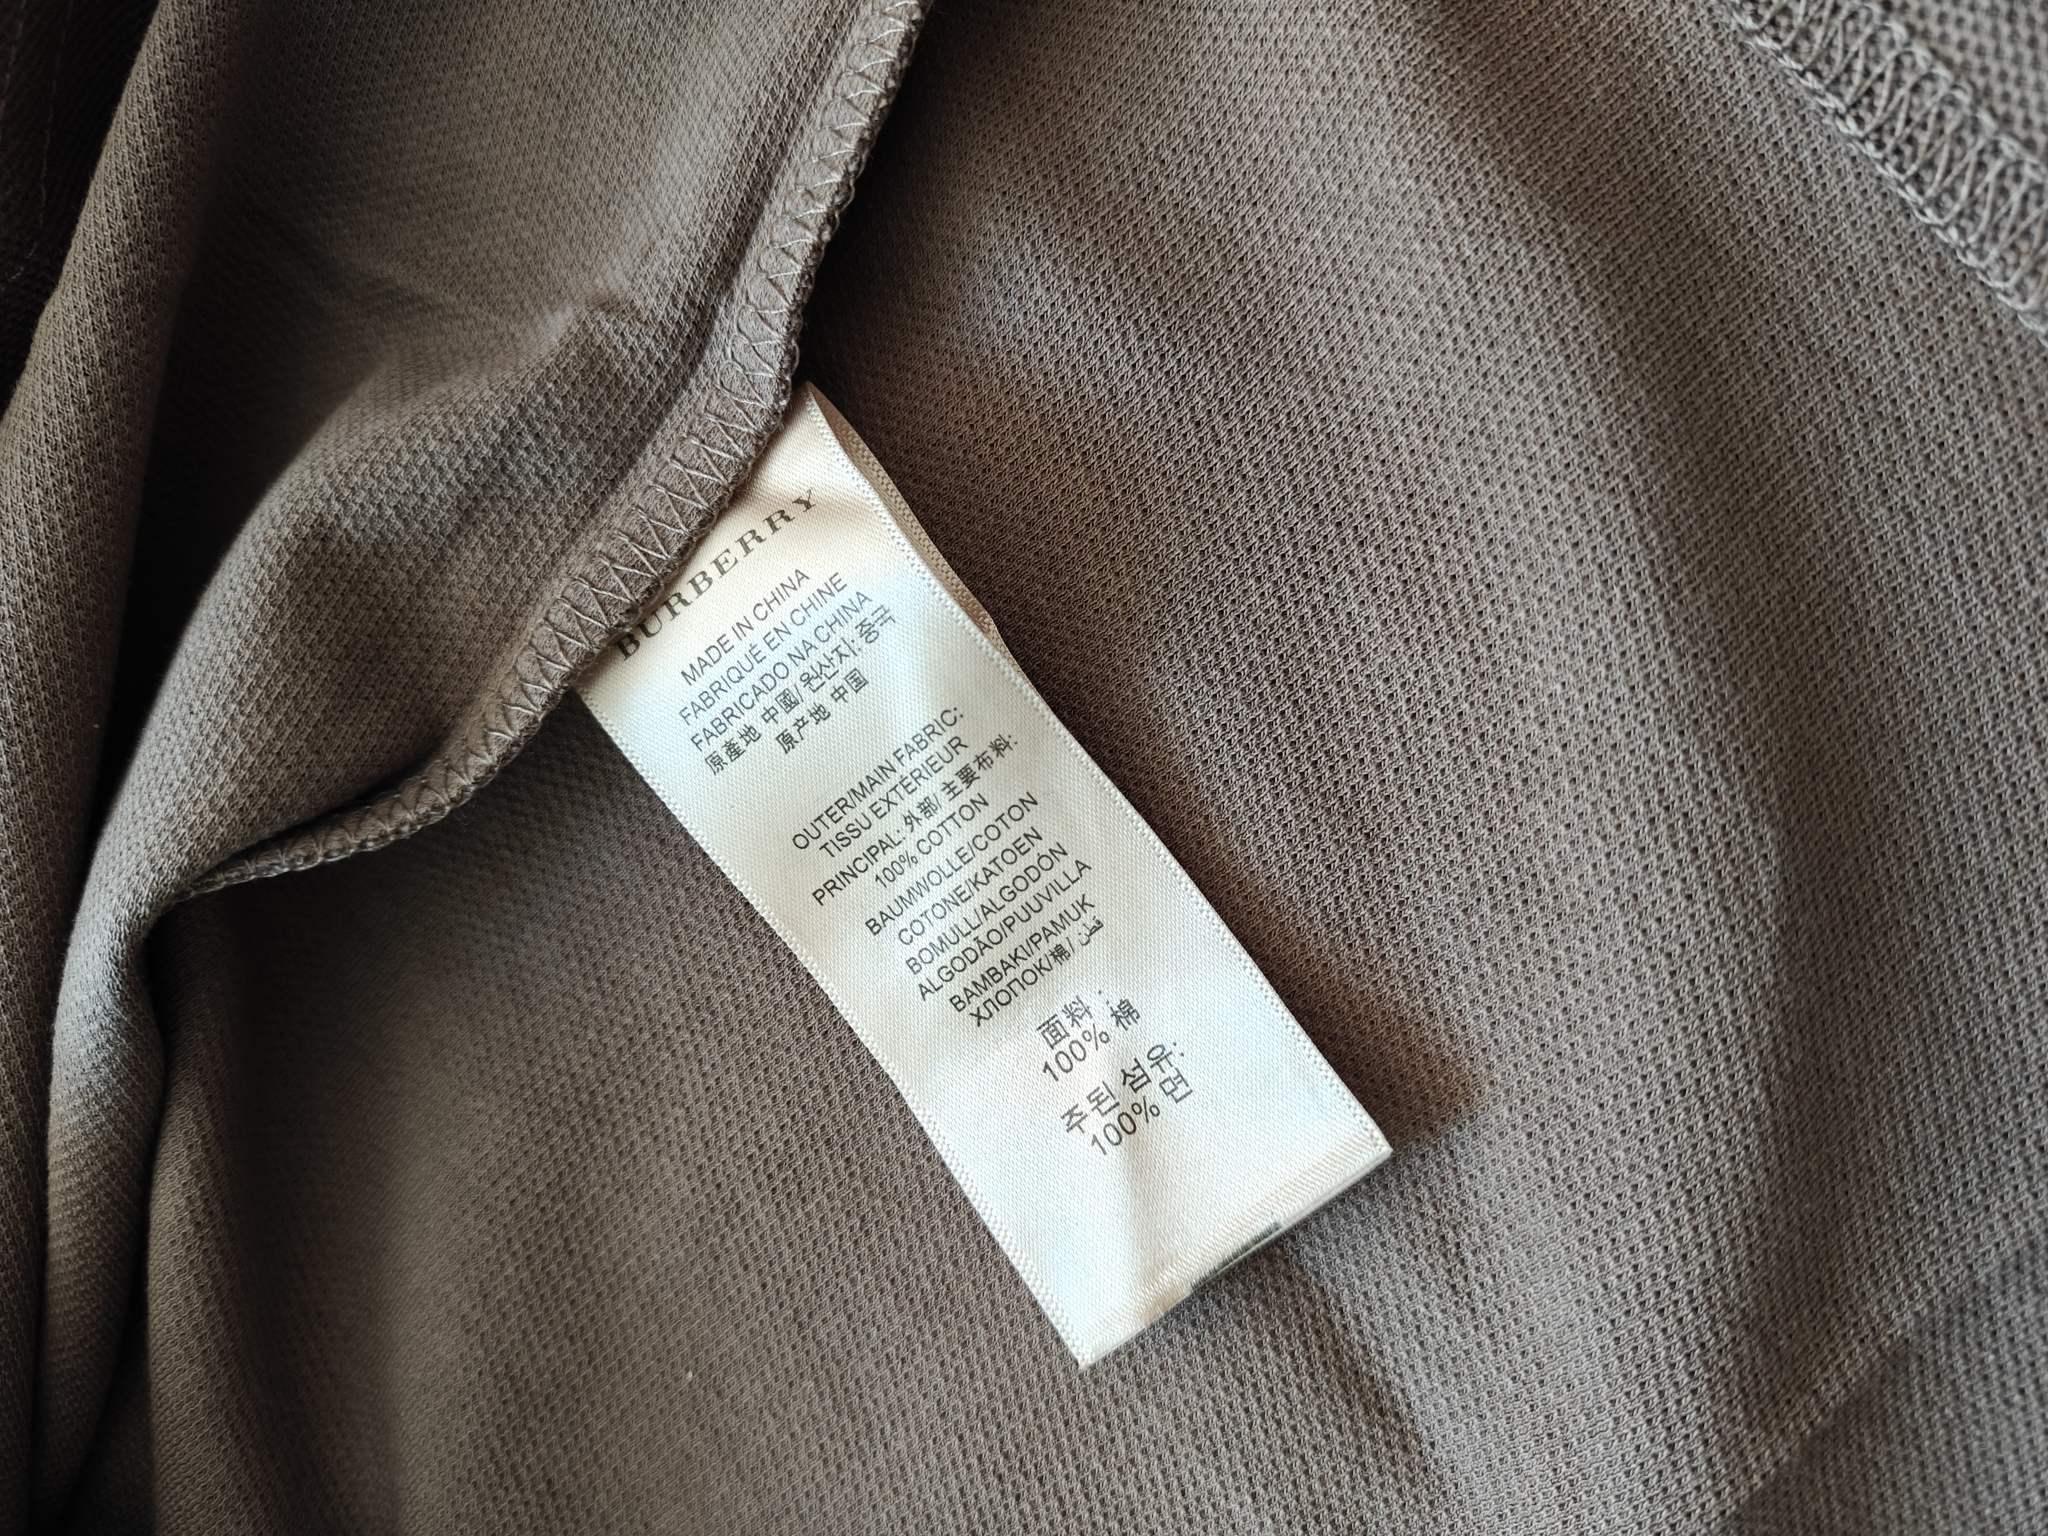 BURBERRY
MADE IN CHINA
FABRIQUÉ EN CHINE
FABRICADO NA CHINA
原產地 中國/ 원산지: 중국
原产地 中国
OUTER/MAIN FABRIC:
TISSU EXTERIEUR
PRINCIPAL: 外部/ 主要布料:
100% COTTON
BAUMWOLLE/COTON
COTONE/KATOEN
BOMULL/ALGODÓN
ALGODÃO/PUUVILLA
BAMBAKI/PAMUK
ХЛОПОК/棉/ قطن
面料 :
100% 棉
주된 섬유:
100% 면